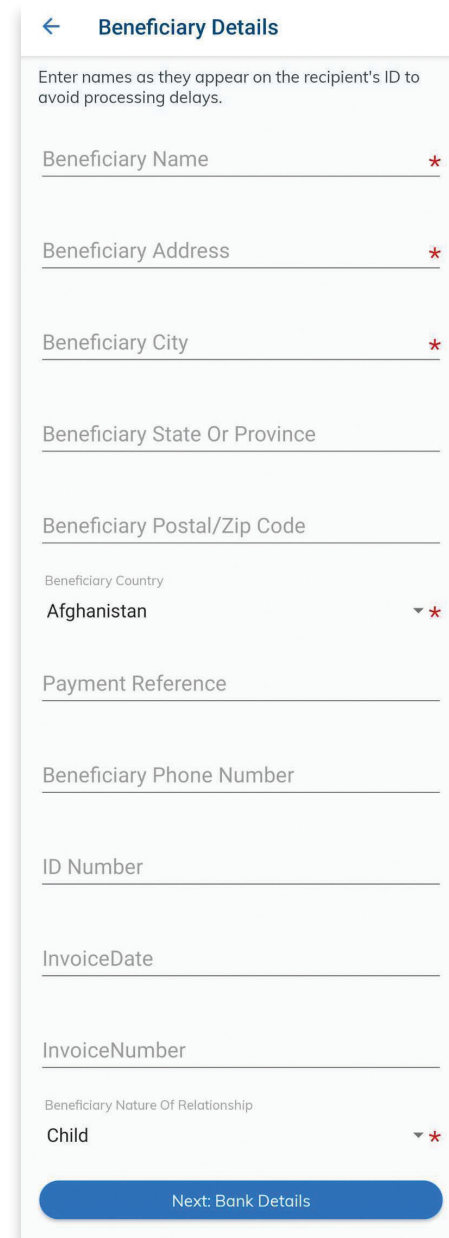 Beneficiary Details
Enter names as they appear on the recipient's ID to
avoid processing delays.
Beneficiary Name *
Beneficiary Address *
Beneficiary City *
Beneficiary State Or Province
Beneficiary Postal/Zip Code
Beneficiary Country
Afghanistan *
Payment Reference
Beneficiary Phone Number
ID Number
InvoiceDate
InvoiceNumber
Beneficiary Nature Of Relationship
Child *
Next: Bank Details